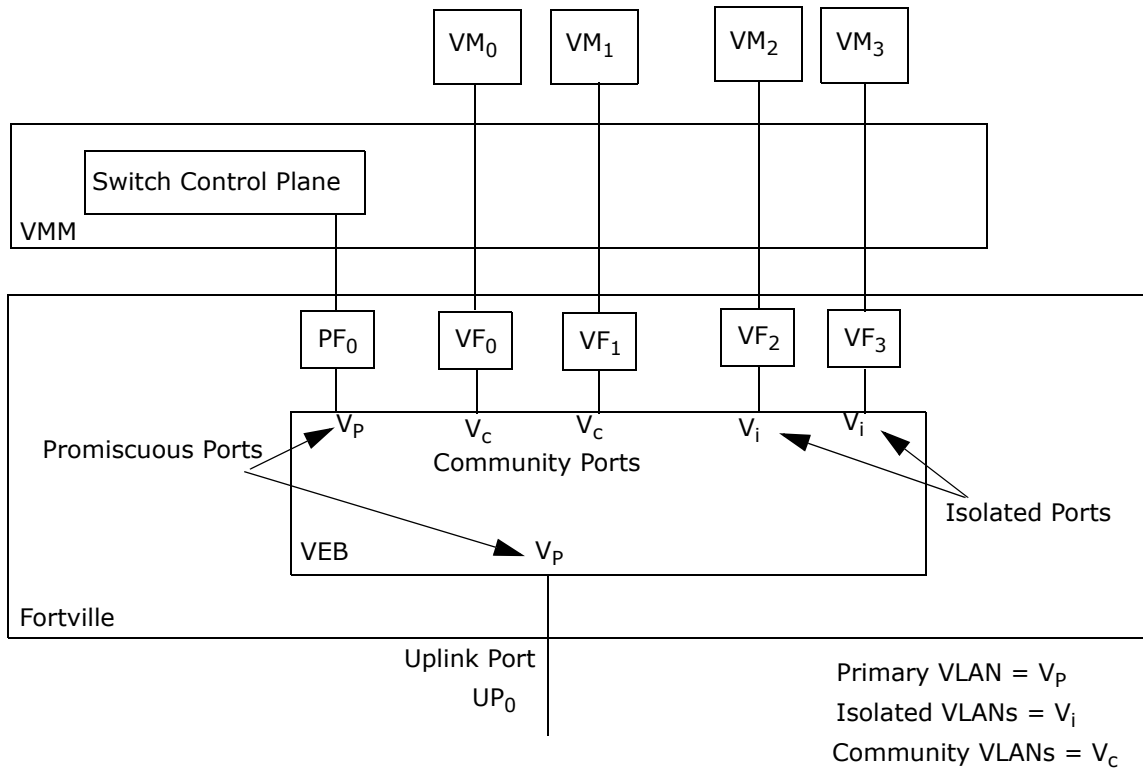 VM0
VM1
VM2
VM3
Switch Control Plane
VMM
PF0
VF0
VF1
VF2
VF3
VP
Vc
Vc
Vi
Vi
Promiscuous Ports
Community Ports
Isolated Ports
VEB
VP
Fortville
Uplink Port
UP0
Primary VLAN = VP
Isolated VLANs = Vi
Community VLANs = Vc